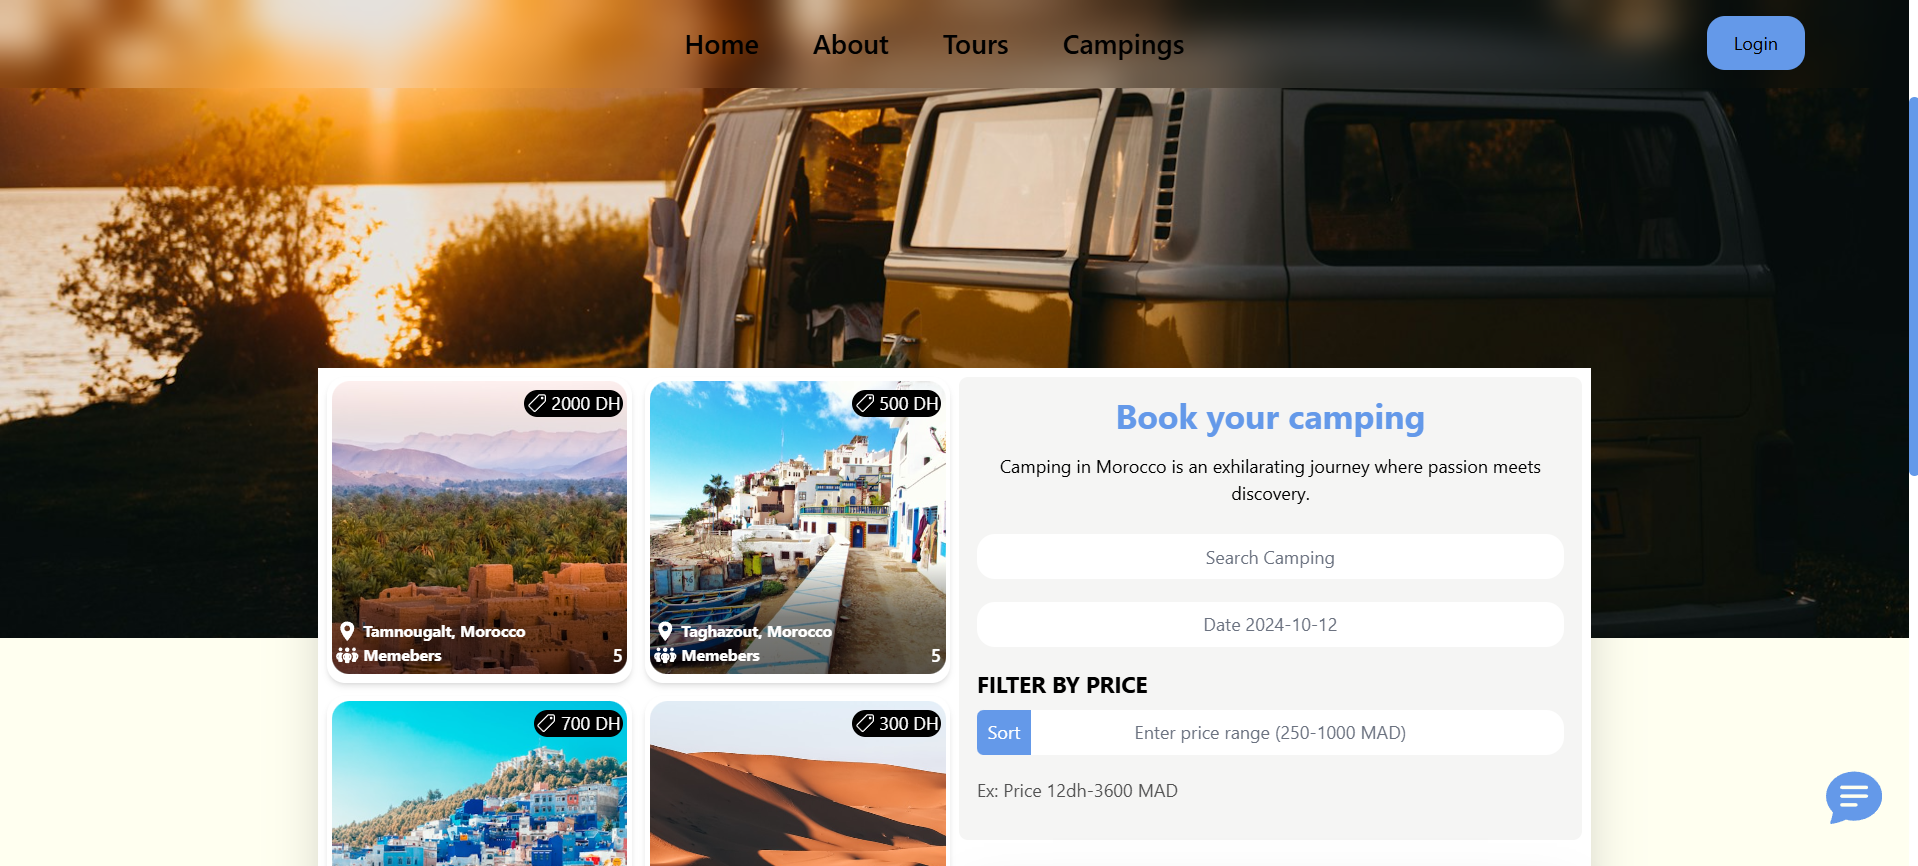 Home About Tours Campings Login
2000 DH
Tamnougalt, Morocco
Memebers 5
500 DH
Taghazout, Morocco
Memebers 5
700 DH
300 DH
Book your camping
Camping in Morocco is an exhilarating journey where passion meets
discovery.
Search Camping
Date 2024-10-12
FILTER BY PRICE
Sort Enter price range (250-1000 MAD)
Ex: Price 12dh-3600 MAD